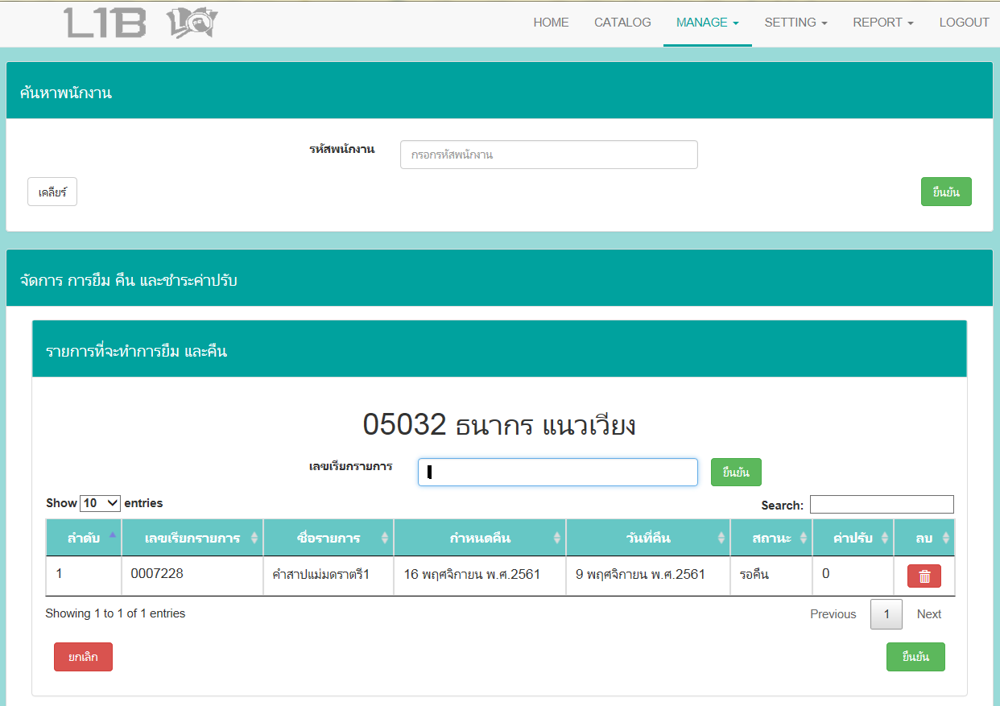 L1B
HOME CATALOG MANAGE SETTING REPORT LOGOUT
ค้นหาพนักงาน
รหัสพนักงาน กรอกรหัสพนักงาน
เคลียร์ ยืนยัน
จัดการ การยืม คืน และชำระค่าปรับ
รายการที่จะทำการยืม และคืน
05032 ธนากร แนวเวียง
เลขเรียกรายการ ยืนยัน
Show 10 entries Search:
ลำดับ เลขเรียกรายการ ชื่อรายการ กำหนดคืน วันที่คืน สถานะ ค่าปรับ ลบ
1 0007228 คำสาปแม่มดราตรี1 16 พฤศจิกายน พ.ศ.2561 9 พฤศจิกายน พ.ศ.2561 รอคืน 0
Showing 1 to 1 of 1 entries Previous 1 Next
ยกเลิก ยืนยัน